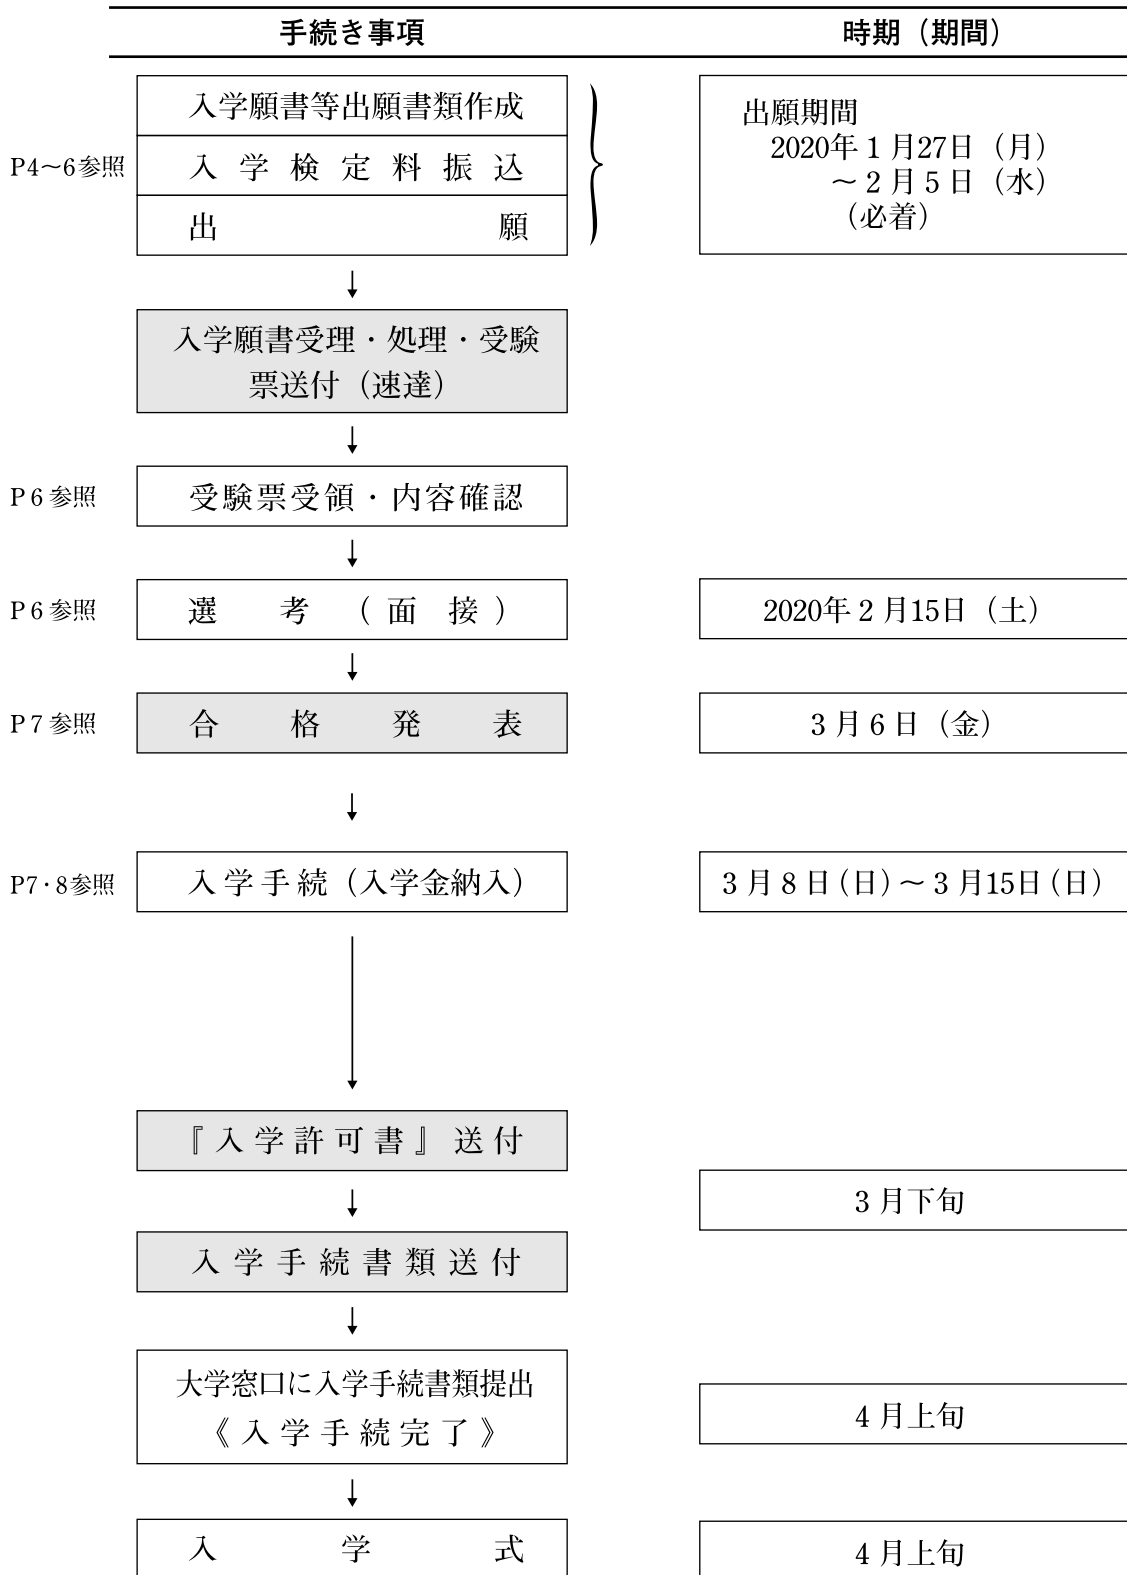 手続き事項 時期（期間）
入学願書等出願書類作成
P4～6参照 入学検定料振込
出願
出願期間
2020年1月27日（月）
～2月5日（水）
（必着）
入学願書受理・処理・受験
票送付（速達）
P6参照 受験票受領・内容確認
P6参照 選考（面接） 2020年2月15日（土）
P7参照 合格発表 3月6日（金）
P7・8参照 入学手続（入学金納入） 3月8日（日）～3月15日（日）
『入学許可書』送付
3月下旬
入学手続書類送付
大学窓口に入学手続書類提出
《入学手続完了》
4月上旬
入学式 4月上旬